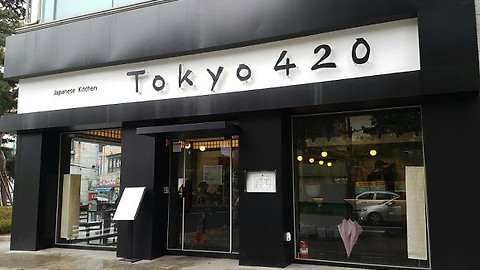 Japanese Kitchen
Tokyo 420